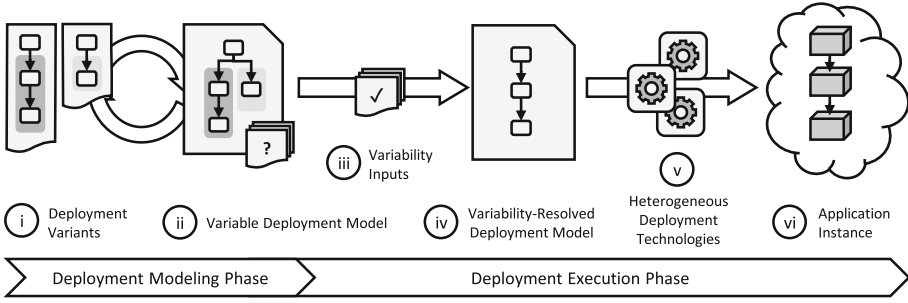 ?
✓
iii Variability
Inputs
v
Heterogeneous
Deployment
Technologies
i Deployment
Variants
ii Variable Deployment Model
iv Variability-Resolved
Deployment Model
vi Application
Instance
Deployment Modeling Phase
Deployment Execution Phase